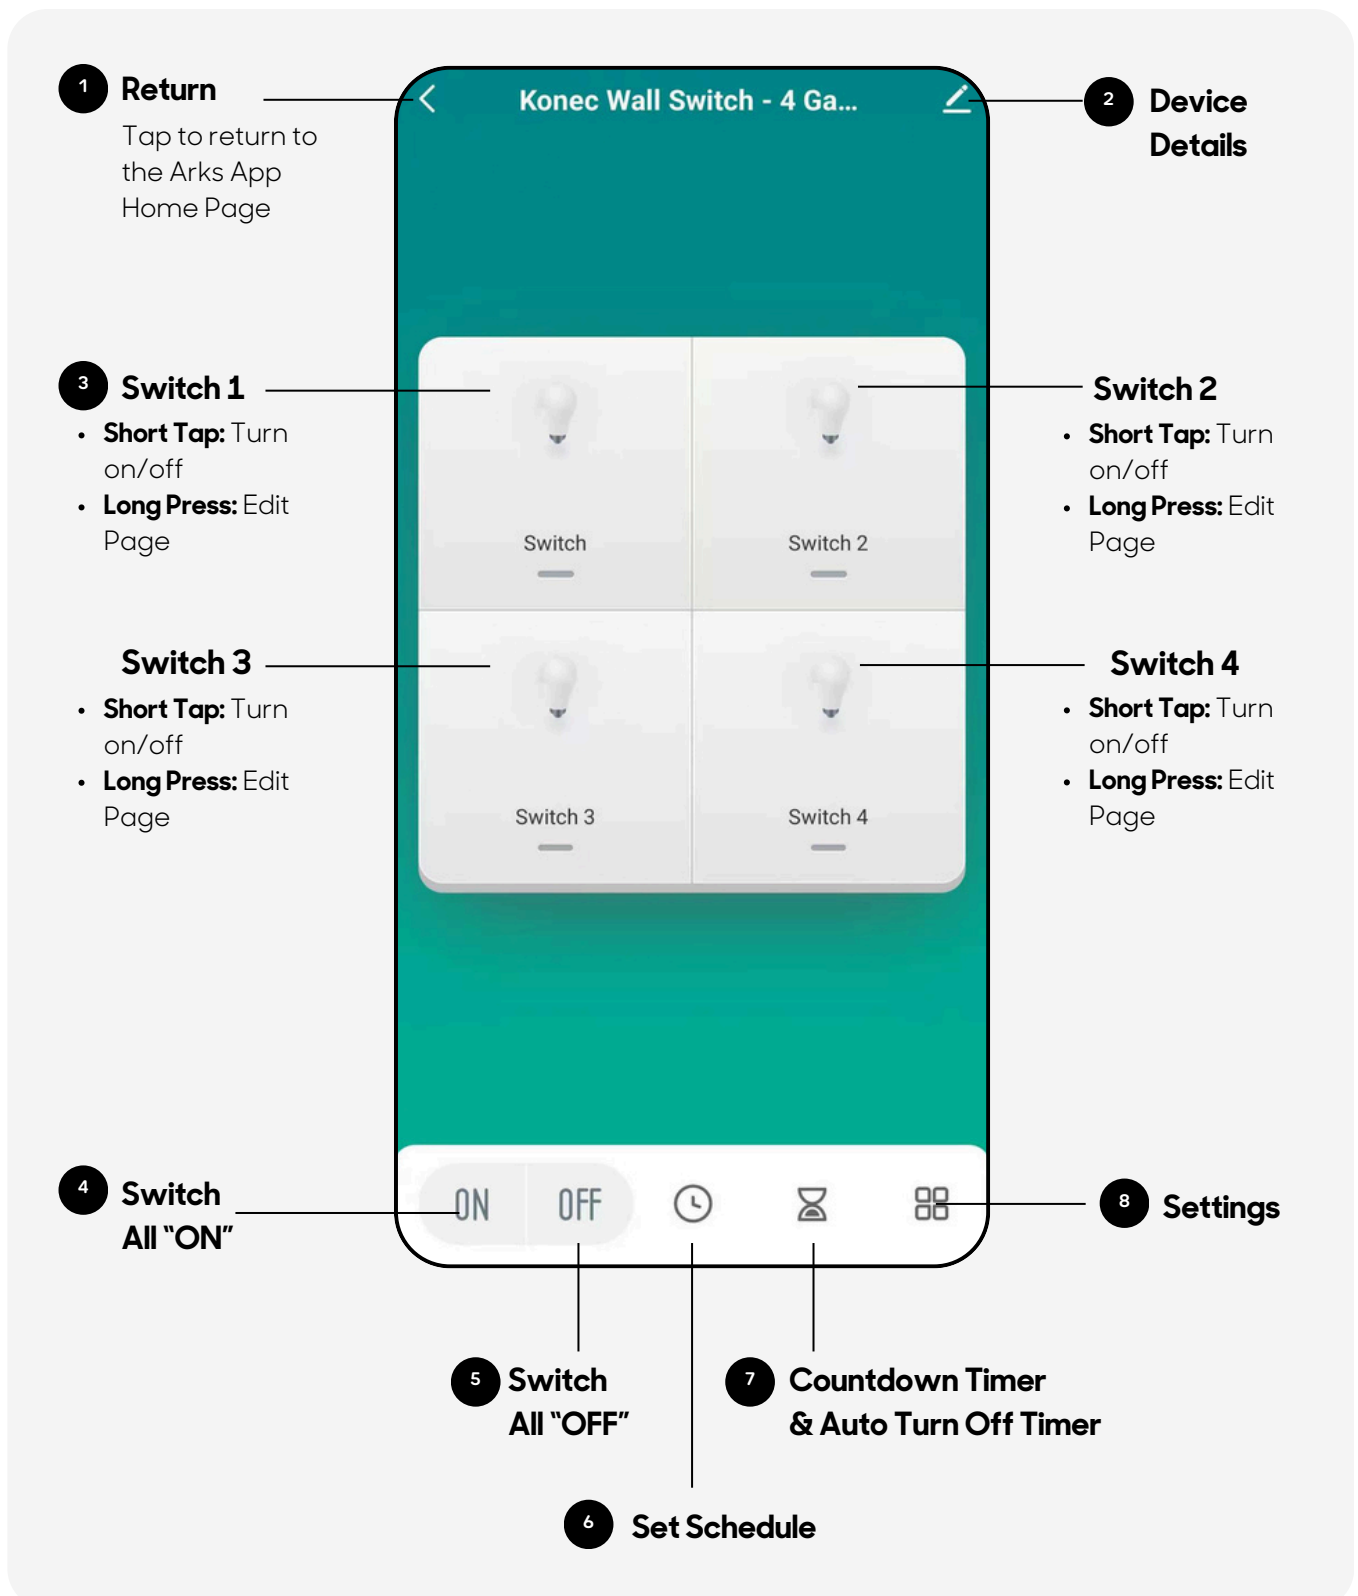 1 Return
Tap to return to
the Arks App
Home Page
Konec Wall Switch - 4 Ga...
2 Device
Details
3 Switch 1
• Short Tap: Turn
on/off
• Long Press: Edit
Page
Switch 2
• Short Tap: Turn
on/off
• Long Press: Edit
Page
Switch
Switch 2
Switch 3
• Short Tap: Turn
on/off
• Long Press: Edit
Page
Switch 4
• Short Tap: Turn
on/off
• Long Press: Edit
Page
Switch 3
Switch 4
4 Switch
All “ON”
ON
OFF
8 Settings
5 Switch
All “OFF”
7 Countdown Timer
& Auto Turn Off Timer
6 Set Schedule